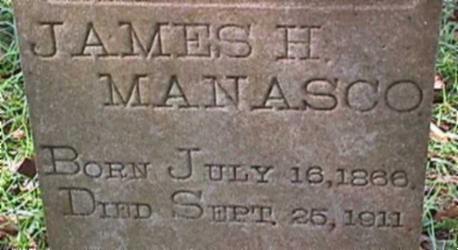 JAMES H.
MANASCO.
BORN JULY 16, 1866.
DIED SEPT. 25, 1911.